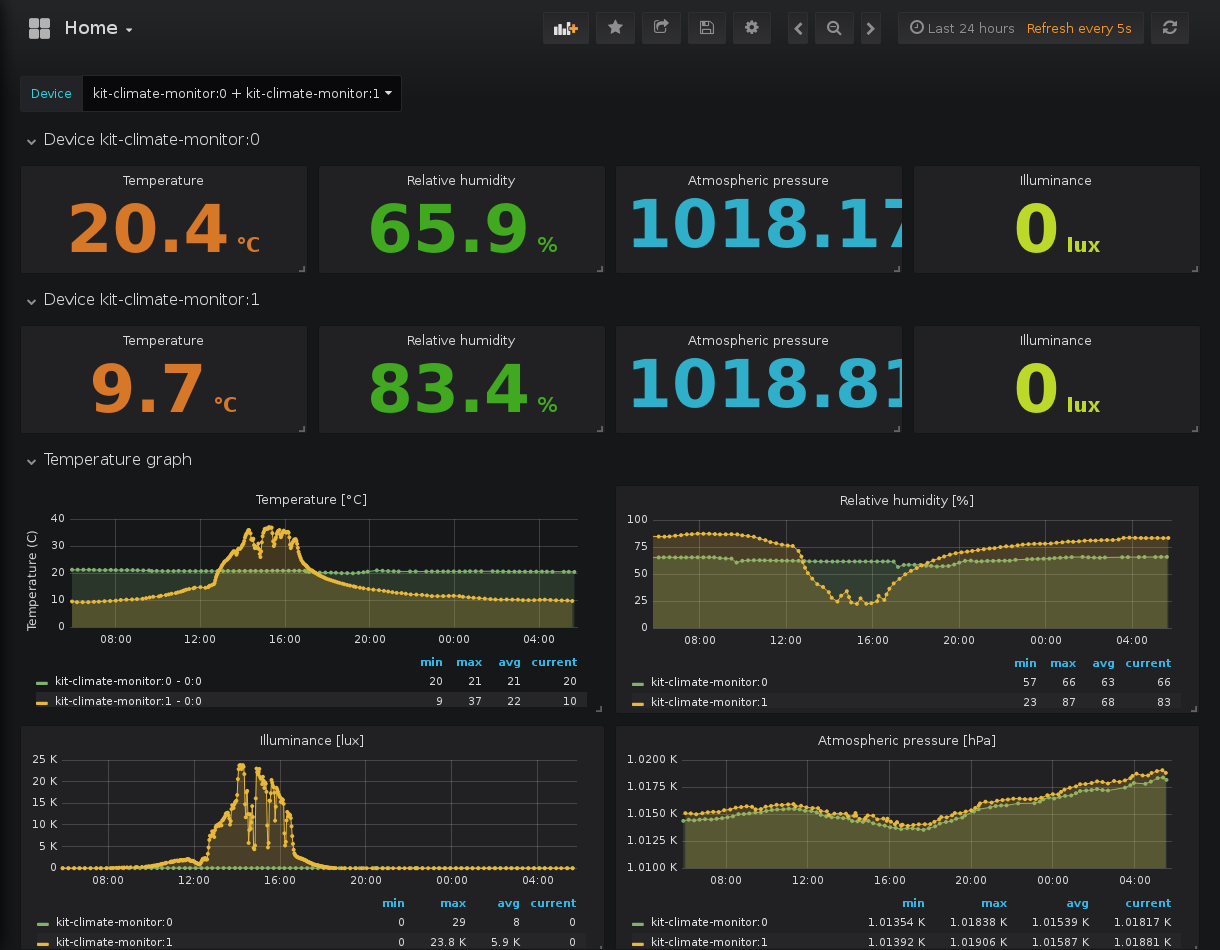 Home
Last 24 hours Refresh every 5s
Device kit-climate-monitor:0 + kit-climate-monitor:1
Device kit-climate-monitor:0
Temperature Relative humidity Atmospheric pressure Illuminance
20.4 °C 65.9 % 1018.17 0 lux
Device kit-climate-monitor:1
Temperature Relative humidity Atmospheric pressure Illuminance
9.7 °C 83.4 % 1018.81 0 lux
Temperature graph
Temperature [°C]
Temperature (C)
40
30
20
10
0
08:00 12:00 16:00 20:00 00:00 04:00
min max avg current
kit-climate-monitor:0 - 0:0 20 21 21 20
kit-climate-monitor:1 - 0:0 9 37 22 10
Relative humidity [%]
100
75
50
25
0
08:00 12:00 16:00 20:00 00:00 04:00
min max avg current
kit-climate-monitor:0 57 66 63 66
kit-climate-monitor:1 23 87 68 83
Illuminance [lux]
25 K
20 K
15 K
10 K
5 K
0
08:00 12:00 16:00 20:00 00:00 04:00
min max avg current
kit-climate-monitor:0 0 29 8 0
kit-climate-monitor:1 0 23.8 K 5.9 K 0
Atmospheric pressure [hPa]
1.0200 K
1.0175 K
1.0150 K
1.0125 K
1.0100 K
08:00 12:00 16:00 20:00 00:00 04:00
min max avg current
kit-climate-monitor:0 1.01354 K 1.01838 K 1.01539 K 1.01817 K
kit-climate-monitor:1 1.01392 K 1.01906 K 1.01587 K 1.01881 K